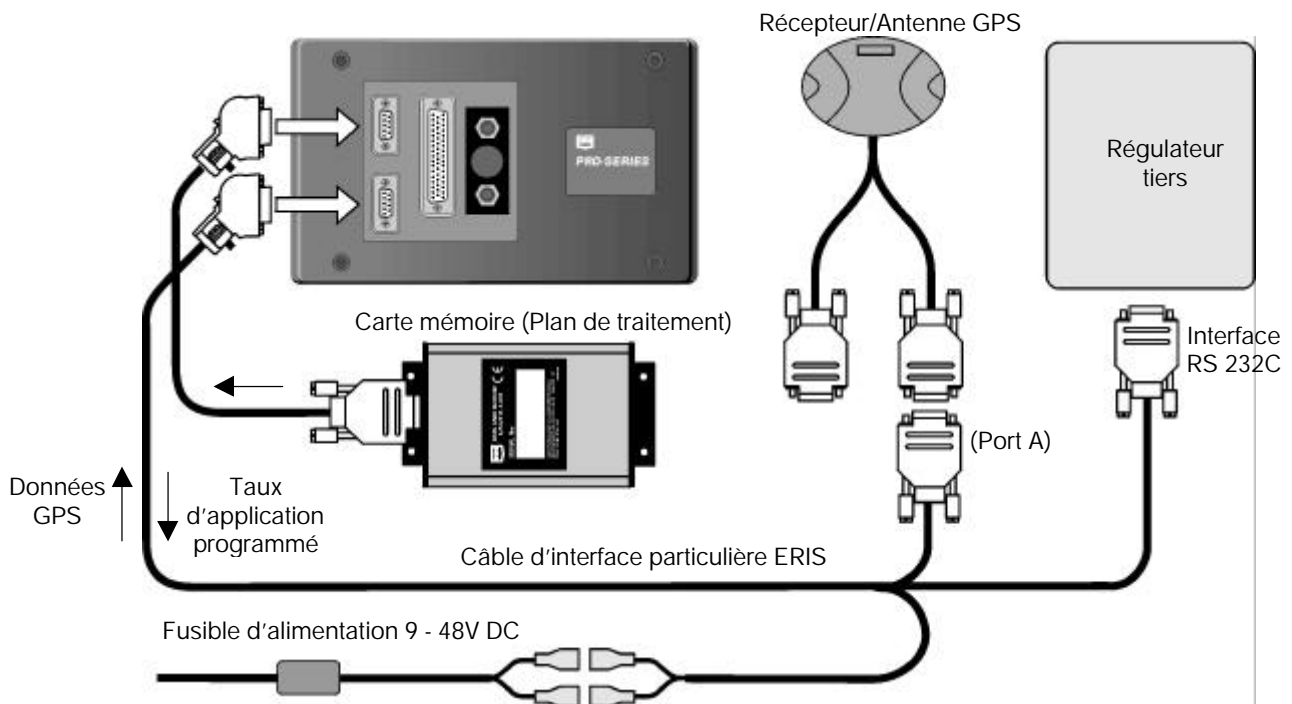 Récepteur/Antenne GPS
PRO-SERIES
Régulateur
tiers
Carte mémoire (Plan de traitement)
Interface
RS 232C
(Port A)
Données
GPS
Taux
d'application
programmé
Câble d'interface particulière ERIS
Fusible d'alimentation 9 - 48V DC